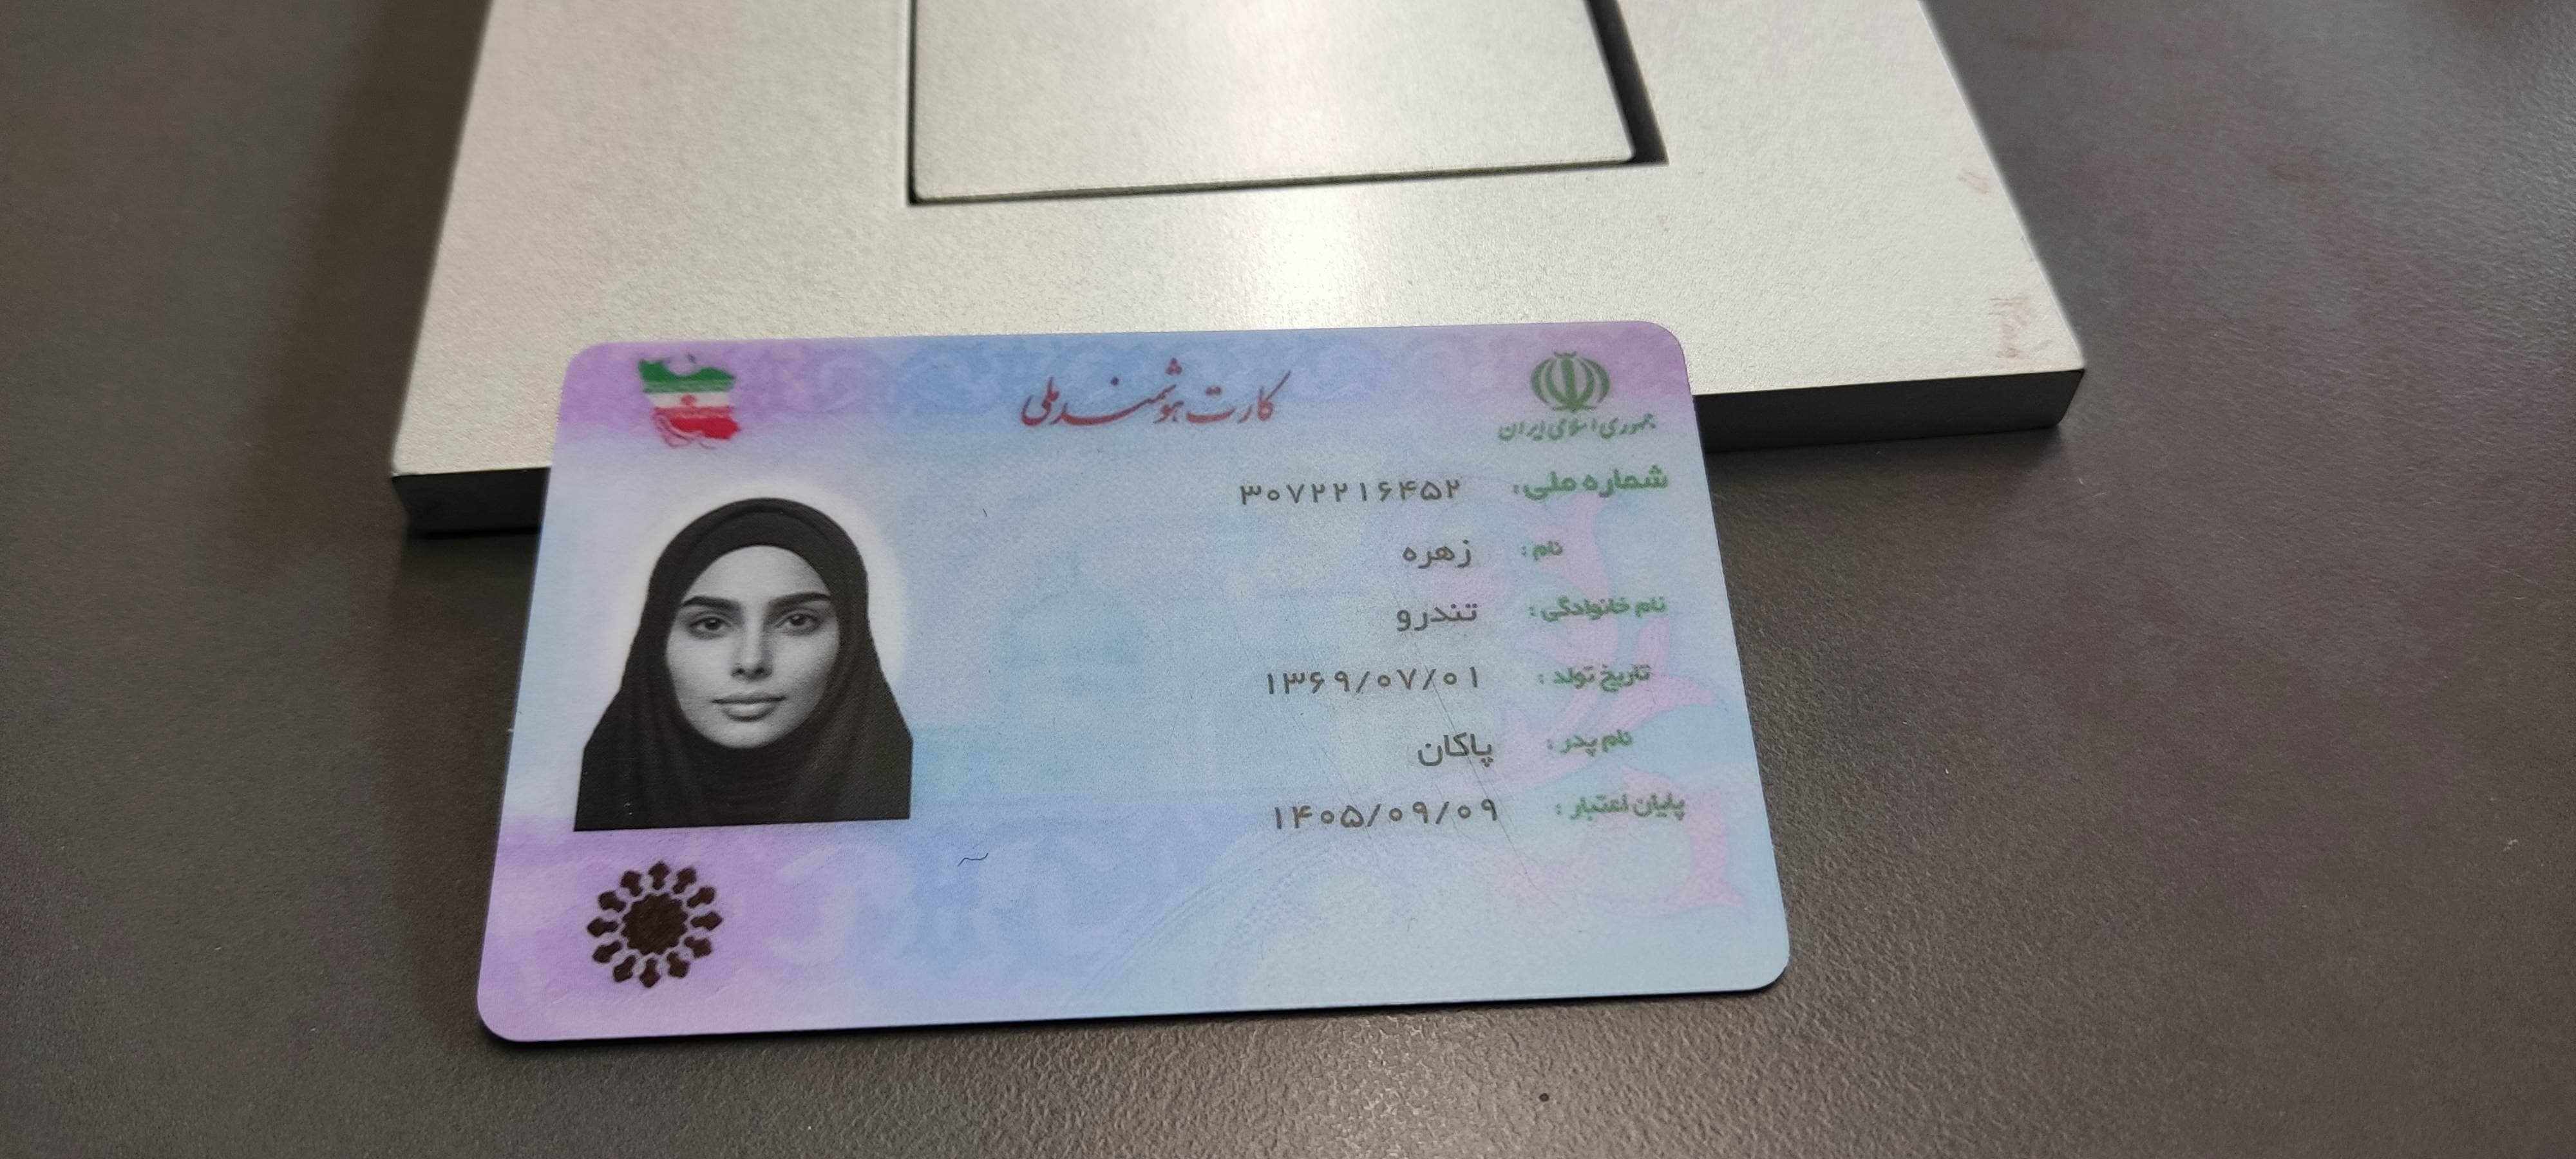 کارت هوشمند ملی
جمهوری اسلامی ایران
شماره ملی: ۳۰۷۲۲۱۶۴۵۲
نام: زهره
نام خانوادگی: تندرو
تاریخ تولد: ۱۳۶۹/۰۷/۰۱
نام پدر: پاکان
پایان اعتبار: ۱۴۰۵/۰۹/۰۹